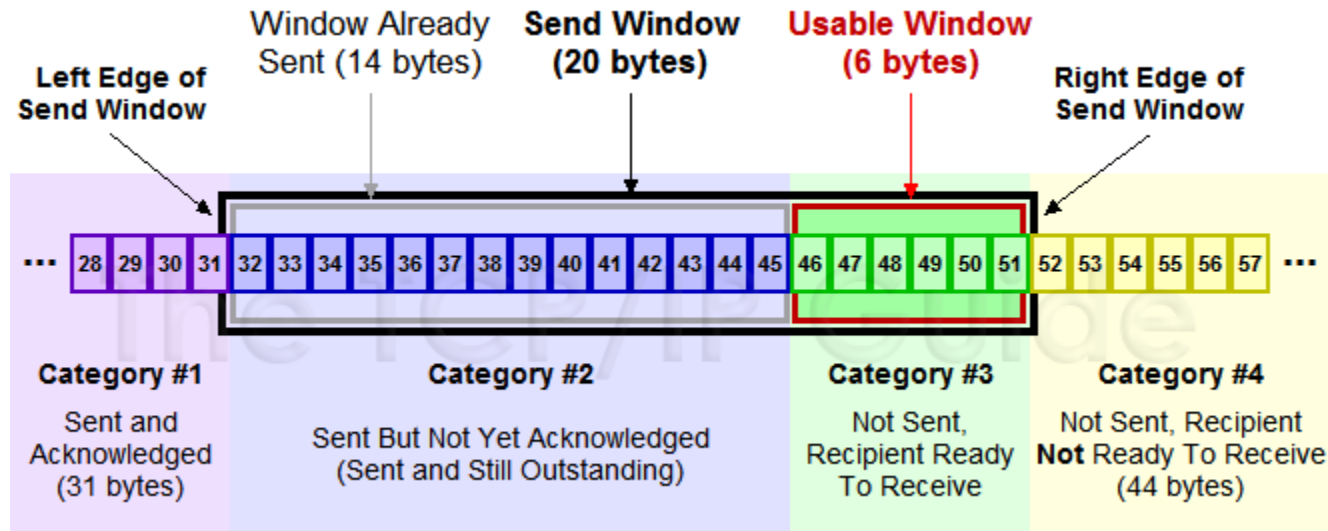 Window Already
Sent (14 bytes)
Send Window
(20 bytes)
Usable Window
(6 bytes)
Left Edge of
Send Window
Right Edge of
Send Window
... 28 29 30 31 32 33 34 35 36 37 38 39 40 41 42 43 44 45 46 47 48 49 50 51 52 53 54 55 56 57 ...
The TCP/IP Guide
Category #1
Sent and
Acknowledged
(31 bytes)
Category #2
Sent But Not Yet Acknowledged
(Sent and Still Outstanding)
Category #3
Not Sent,
Recipient Ready
To Receive
Category #4
Not Sent, Recipient
Not Ready To Receive
(44 bytes)